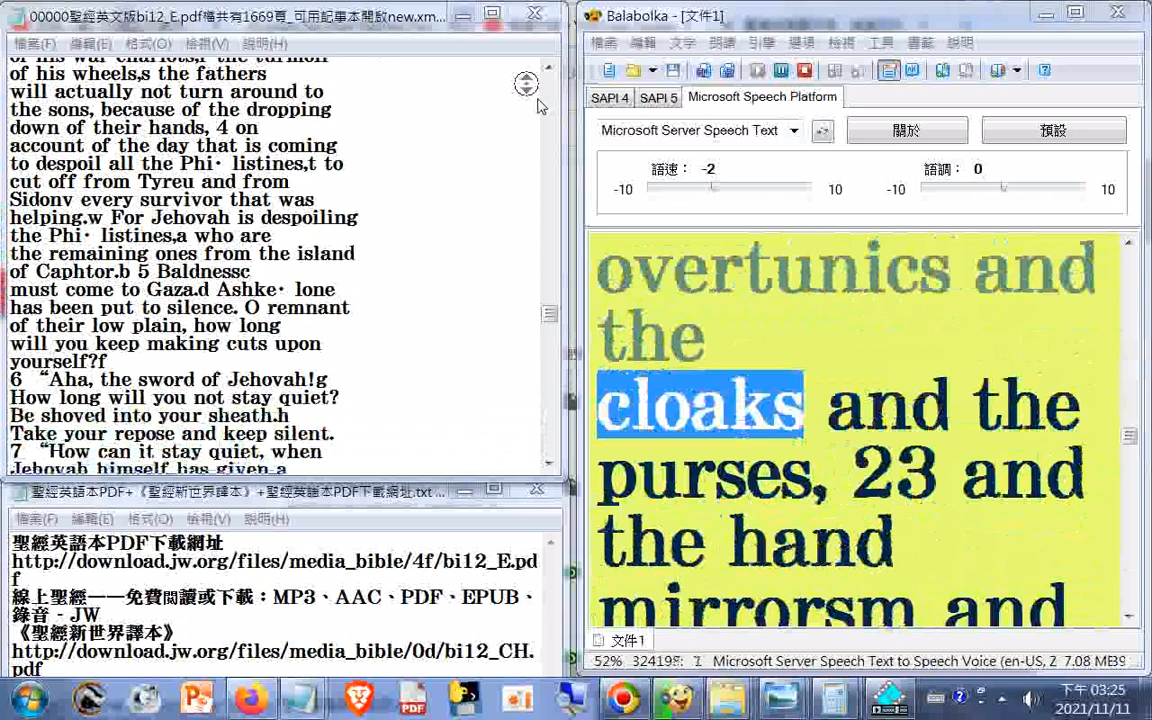 00000聖經英文版bi12_E.pdf檔共有1669頁_可用記事本開啟new.xm...
檔案(F) 編輯(E) 格式(O) 檢視(V) 說明(H)
of his war chariots,r the turmoil
of his wheels,s the fathers
will actually not turn around to
the sons, because of the dropping
down of their hands, 4 on
account of the day that is coming
to despoil all the Phi· listines,t to
cut off from Tyreu and from
Sidonv every survivor that was
helping.w For Jehovah is despoiling
the Phi· listines,a who are
the remaining ones from the island
of Caphtor.b 5 Baldnessc
must come to Gaza.d Ashke· lone
has been put to silence. O remnant
of their low plain, how long
will you keep making cuts upon
yourself?f
6 “Aha, the sword of Jehovah!g
How long will you not stay quiet?
Be shoved into your sheath.h
Take your repose and keep silent.
7 “How can it stay quiet, when
Jehovah himself has given a
聖經英語本PDF+《聖經新世界譯本》+聖經英語本PDF下載網址.txt ...
檔案(F) 編輯(E) 格式(O) 檢視(V) 說明(H)
聖經英語本PDF下載網址
http://download.jw.org/files/media_bible/4f/bi12_E.pd
f
線上聖經——免費閱讀或下載：MP3、AAC、PDF、EPUB、
錄音 - JW
《聖經新世界譯本》
http://download.jw.org/files/media_bible/0d/bi12_CH.
pdf
Balabolka - [文件1]
檔案 編輯 文字 朗讀 引擎 選項 檢視 工具 書籤 說明
SAPI 4 SAPI 5 Microsoft Speech Platform
Microsoft Server Speech Text 關於 預設
語速： -2 語調： 0
-10 10 -10 10
overtunics and
the
cloaks and the
purses, 23 and
the hand
mirrorsm and
文件1
52% Microsoft Server Speech Text to Speech Voice (en-US, Z 7.08 MB
PDF
下午 03:25
2021/11/11